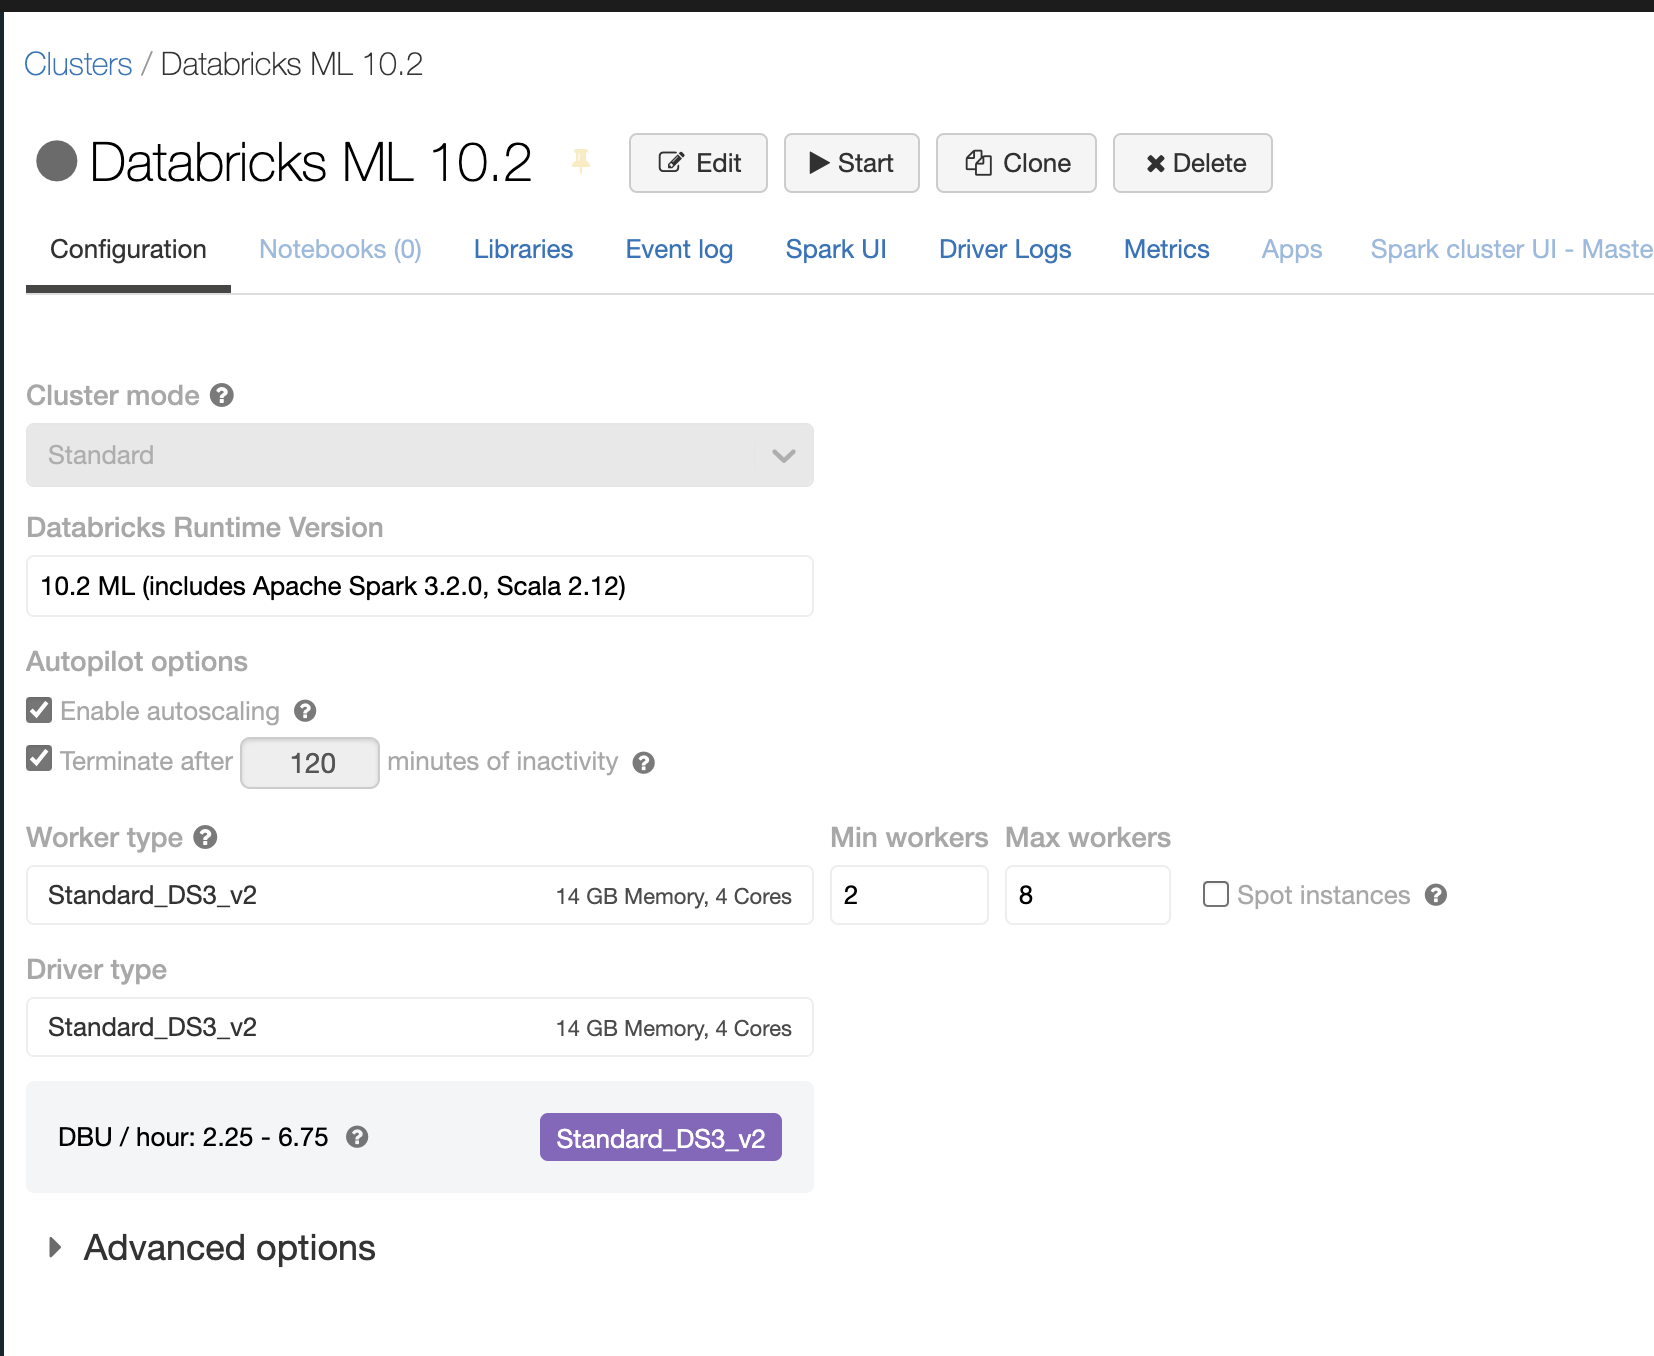 Clusters / Databricks ML 10.2
Databricks ML 10.2 Edit Start Clone Delete
Configuration Notebooks (0) Libraries Event log Spark UI Driver Logs Metrics Apps Spark cluster UI - Maste
Cluster mode ?
Standard
Databricks Runtime Version
10.2 ML (includes Apache Spark 3.2.0, Scala 2.12)
Autopilot options
Enable autoscaling ?
Terminate after 120 minutes of inactivity ?
Worker type ? Min workers Max workers
Standard_DS3_v2 14 GB Memory, 4 Cores 2 8 Spot instances ?
Driver type
Standard_DS3_v2 14 GB Memory, 4 Cores
DBU / hour: 2.25 - 6.75 ? Standard_DS3_v2
Advanced options